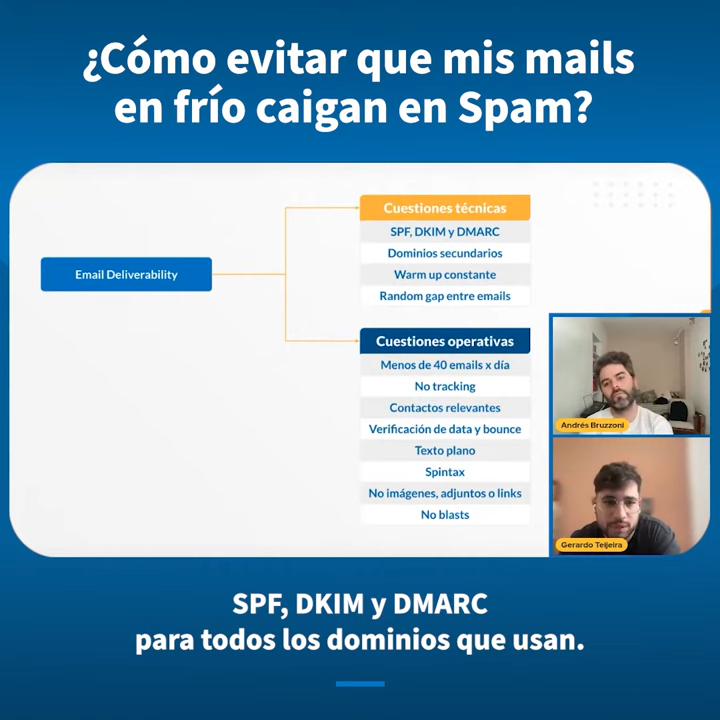 ¿Cómo evitar que mis mails
en frío caigan en Spam?
Email Deliverability
Cuestiones técnicas
SPF, DKIM y DMARC
Dominios secundarios
Warm up constante
Random gap entre emails
Cuestiones operativas
Menos de 40 emails x día
No tracking
Contactos relevantes
Verificación de data y bounce
Texto plano
Spintax
No imágenes, adjuntos o links
No blasts
Andrés Bruzzoni
Gerardo Teijeira
SPF, DKIM y DMARC
para todos los dominios que usan.